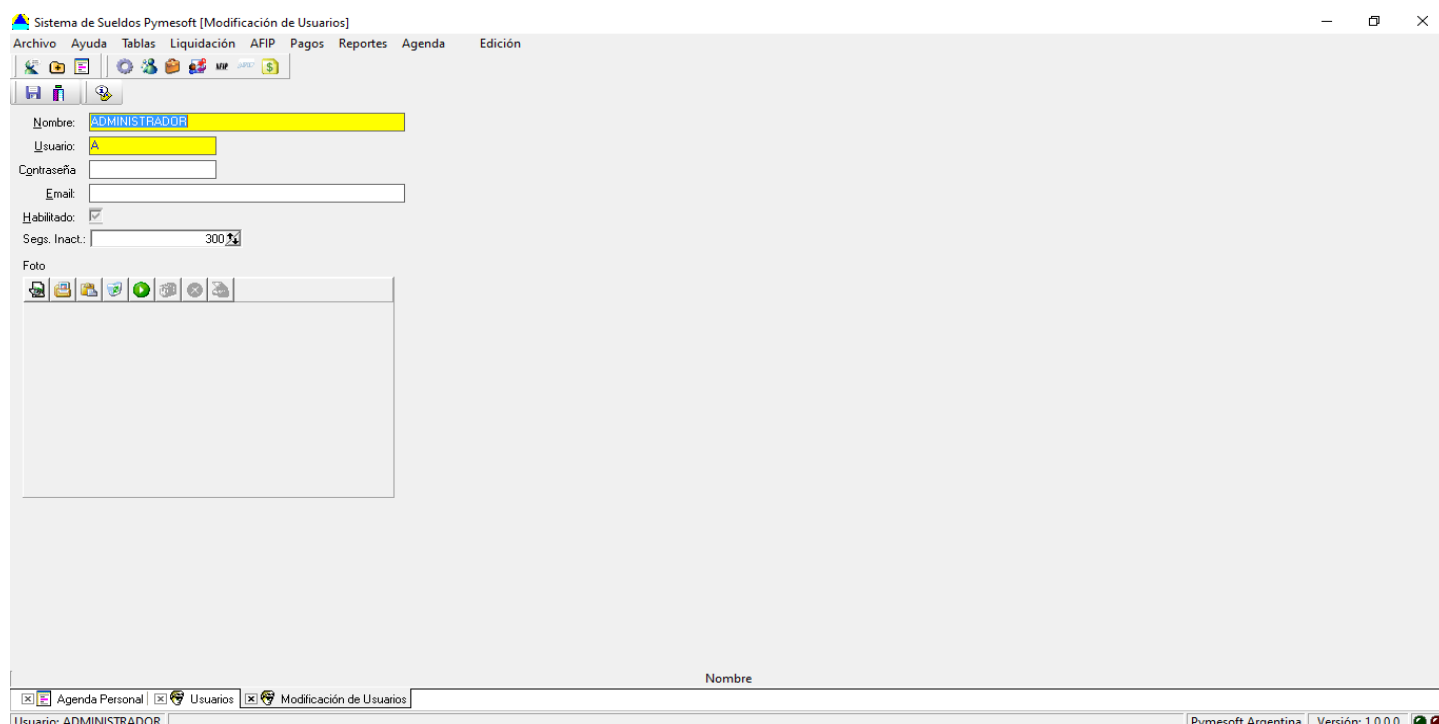 Sistema de Sueldos Pymesoft [Modificación de Usuarios]
Archivo Ayuda Tablas Liquidación AFIP Pagos Reportes Agenda Edición
AFIP
Nombre: ADMINISTRADOR
Usuario: A
Contraseña
Email:
Habilitado:
Segs. Inact.: 300
Foto
Nombre
Agenda Personal Usuarios Modificación de Usuarios
Usuario: ADMINISTRADOR Pymesoft Argentina Versión: 1.0.0.0